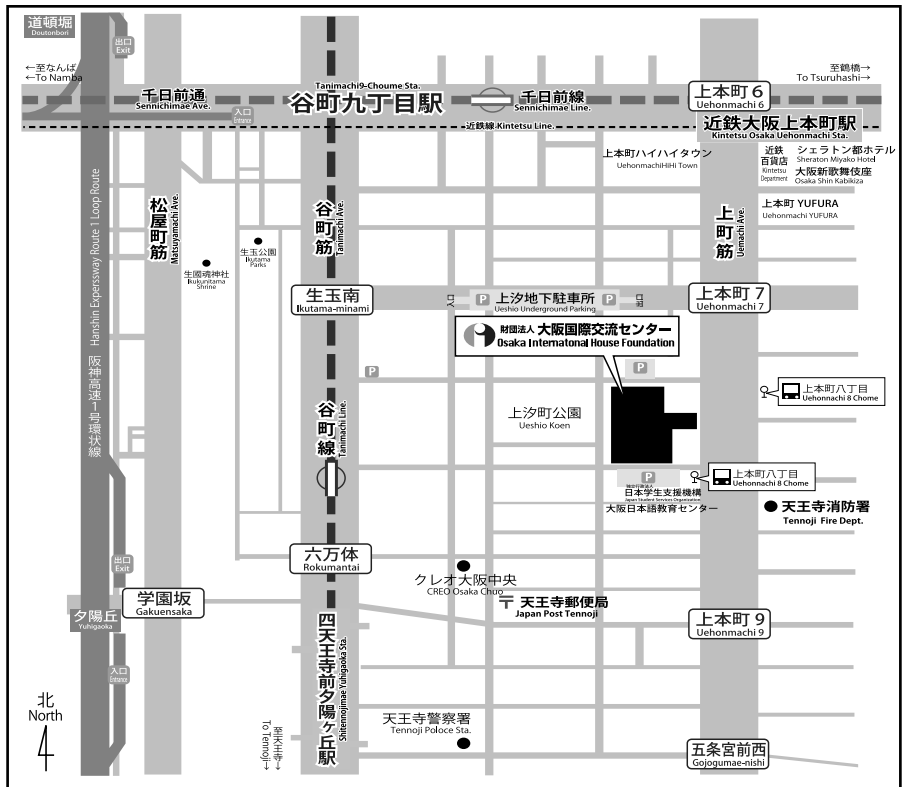 道頓堀
Doutonbori
出口
Exit
←至なんば
←To Namba
千日前通
Sennichimae Ave.
入口
Entrance
Tanimachi9-Choume Sta.
谷町九丁目駅
千日前線
Sennichimae Line.
上本町6
Uehonmachi 6
至鶴橋→
To Tsuruhashi→
近鉄線 Kintetsu Line.
近鉄大阪上本町駅
Kintetsu Osaka Uehonmachi Sta.
上本町ハイハイタウン
UehonmachiHiHi Town
近鉄
百貨店
Kintetsu
Department
シェラトン都ホテル
Sheraton Miyako Hotel
大阪新歌舞伎座
Osaka Shin Kabikiza
上本町 YUFURA
Uehonmachi YUFURA
松屋町筋
Matsuyamachi Ave.
谷町筋
Tanimachi Ave.
上町筋
Uemachi Ave.
生玉公園
Ikutama
Parks
生國魂神社
Ikukunitama
Shrine
Hanshin Experssway Route 1 Loop Route
阪神高速1号環状線
生玉南
Ikutama-minami
P
上汐地下駐車所
Ueshio Underground Parking
P
上本町7
Uehonmachi 7
財団法人 大阪国際交流センター
Osaka Internatonal House Foundation
P
P
谷町線
Tanimachi Line.
上汐町公園
Ueshio Koen
上本町八丁目
Uehonnachi 8 Chome
上本町八丁目
Uehonnachi 8 Chome
P
独立行政法人
日本学生支援機構
Japan Student Services Organization
大阪日本語教育センター
天王寺消防署
Tennoji Fire Dept.
六万体
Rokumantai
出口
Exit
クレオ大阪中央
CREO Osaka Chuo
学園坂
Gakuensaka
夕陽丘
Yuhigaoka
〒 天王寺郵便局
Japan Post Tennoji
上本町9
Uehonmachi 9
四天王寺前夕陽ヶ丘駅
Shitennojimae Yuhigaoka Sta.
入口
Entrance
北
North
至天王寺→
To Tennoji→
天王寺警察署
Tennoji Poloce Sta.
五条宮前西
Gojogumae-nishi